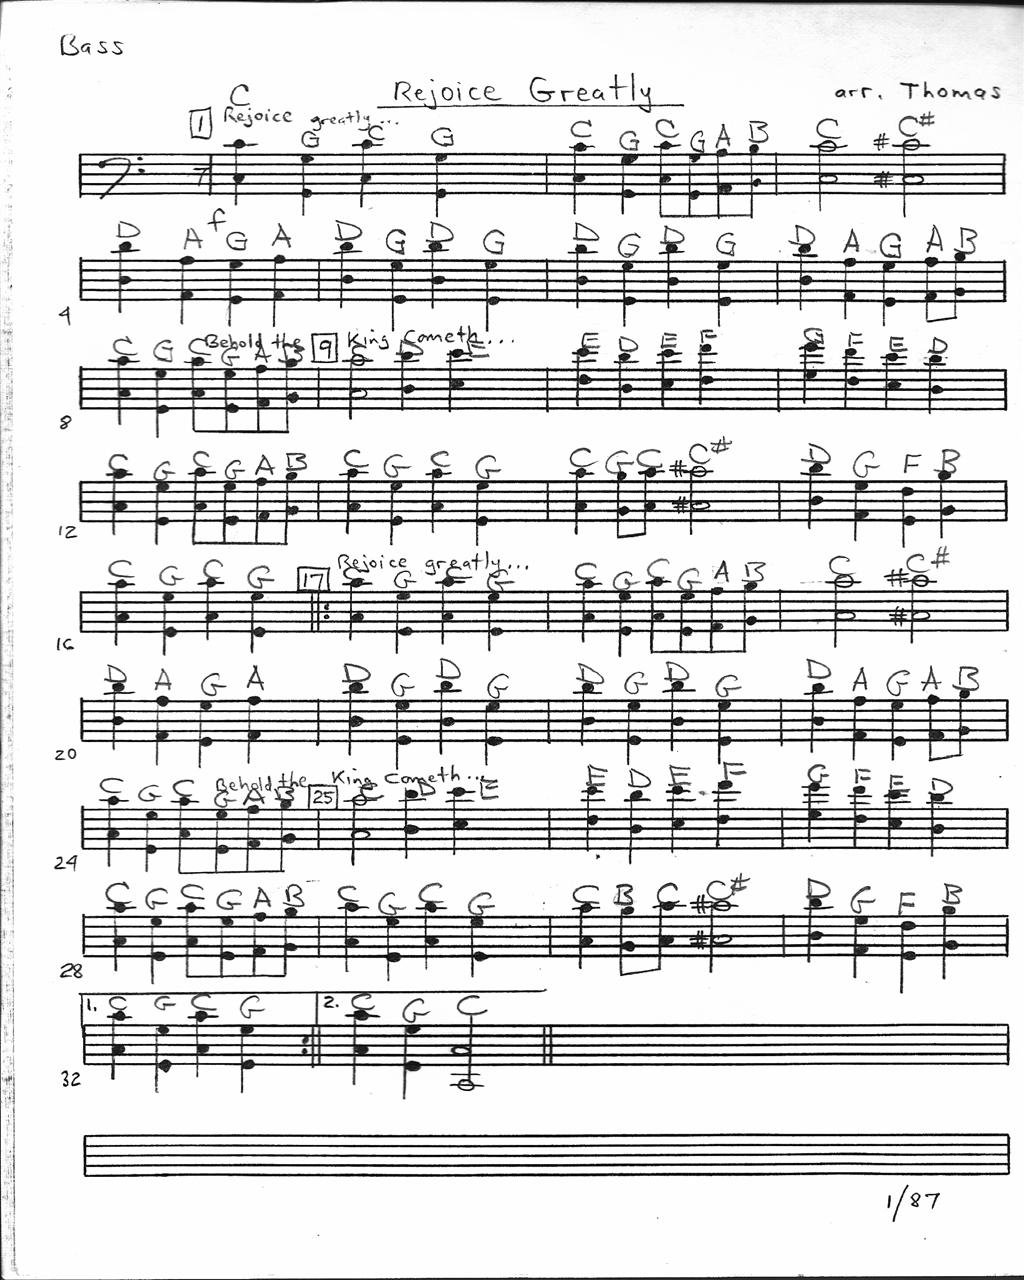 Bass
Rejoice Greatly
arr. Thomas
C
1 Rejoice greatly...
G C G C G C G A B C C#
7
f
D A G A D G D G D G D G D A G A B
4
Behold the 9 King Cometh...
C G C G A B C D E E D E F G F E D
8
C G C G A B C G C G C G C C# D G F B
12
Rejoice greatly...
C G C G 17 C G C G C G C G A B C C#
16
D A G A D G D G D G D G D A G A B
20
Behold the King Cometh...
C G C G A B 25 C D E E D E F G F E D
24
C G C G A B C G C G C B C C# D G F B
28
1. C G C G 2. C G C
32
1/87